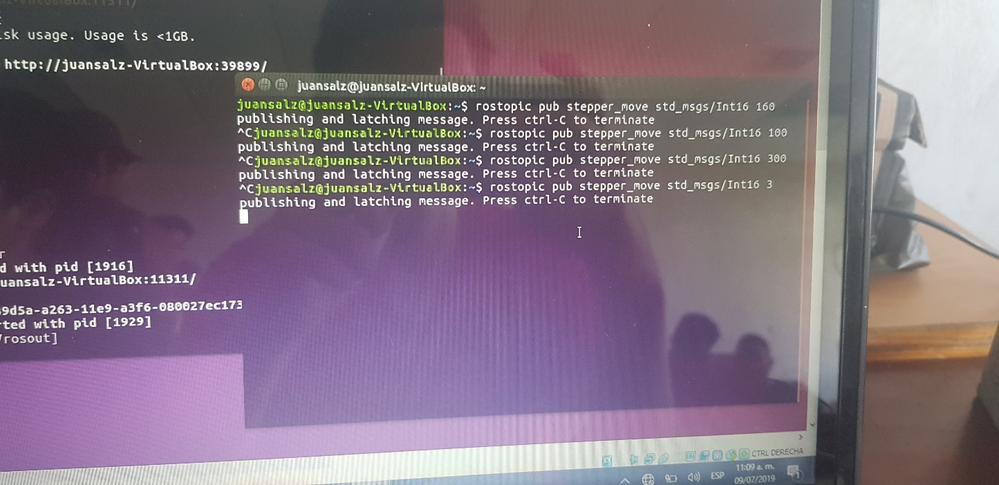 sk usage. Usage is <1GB.
http://juansalz-VirtualBox:39899/
juansalz@juansalz-VirtualBox: ~
juansalz@juansalz-VirtualBox:~$ rostopic pub stepper_move std_msgs/Int16 160
publishing and latching message. Press ctrl-C to terminate
^Cjuansalz@juansalz-VirtualBox:~$ rostopic pub stepper_move std_msgs/Int16 100
publishing and latching message. Press ctrl-C to terminate
^Cjuansalz@juansalz-VirtualBox:~$ rostopic pub stepper_move std_msgs/Int16 300
publishing and latching message. Press ctrl-C to terminate
^Cjuansalz@juansalz-VirtualBox:~$ rostopic pub stepper_move std_msgs/Int16 3
publishing and latching message. Press ctrl-C to terminate
r
d with pid [1916]
uansalz-VirtualBox:11311/
9d5a-a263-11e9-a3f6-080027ec173
ted with pid [1929]
/rosout]
CTRL DERECHA
ESP
11:09 a. m.
09/07/2019
1